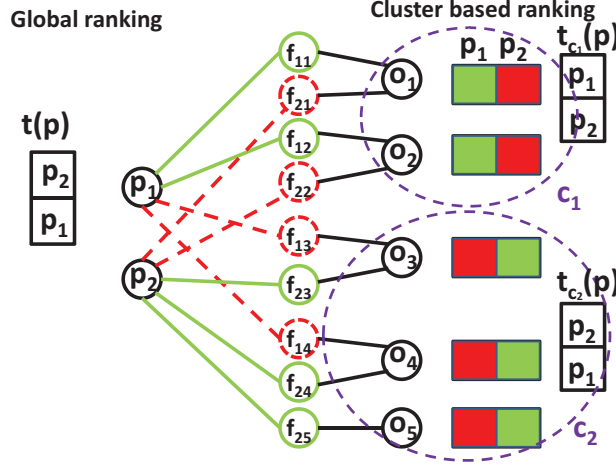 Global ranking
Cluster based ranking
t(p)
p2
p1
p1
p2
f11
f21
f12
f22
f13
f23
f14
f24
f25
o1
o2
o3
o4
o5
p1 p2
tc1(p)
p1
p2
c1
tc2(p)
p2
p1
c2